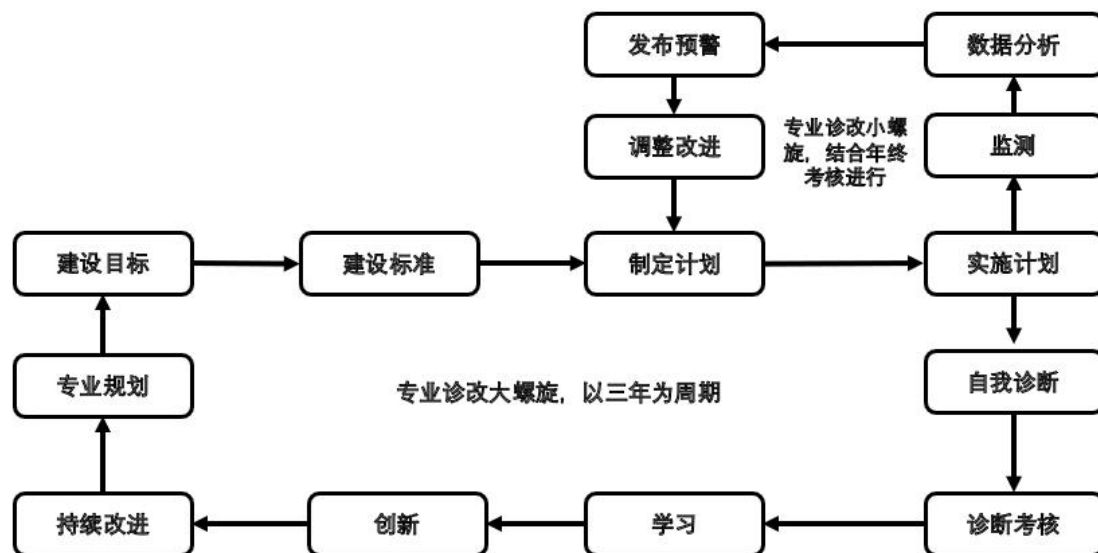 发布预警
数据分析
调整改进
专业诊改小螺
旋，结合年终
考核进行
监测
建设目标
建设标准
制定计划
实施计划
专业规划
专业诊改大螺旋，以三年为周期
自我诊断
持续改进
创新
学习
诊断考核